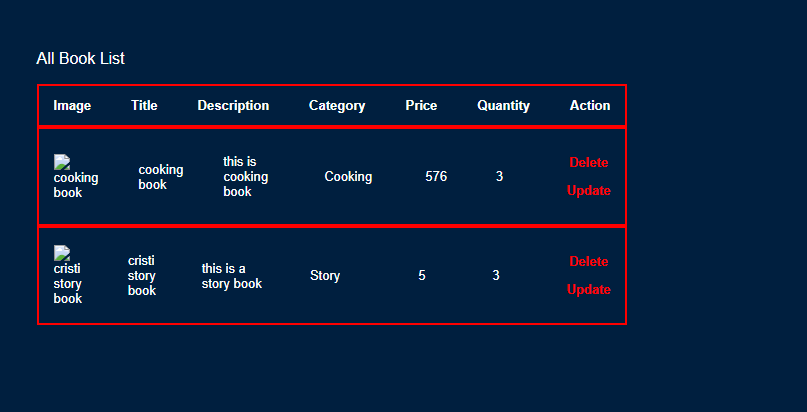 All Book List
Image Title Description Category Price Quantity Action
cooking
book
cooking
book
this is
cooking
book
Cooking
576
3
Delete
Update
cristi
story
book
cristi
story
book
this is a
story book
Story
5
3
Delete
Update